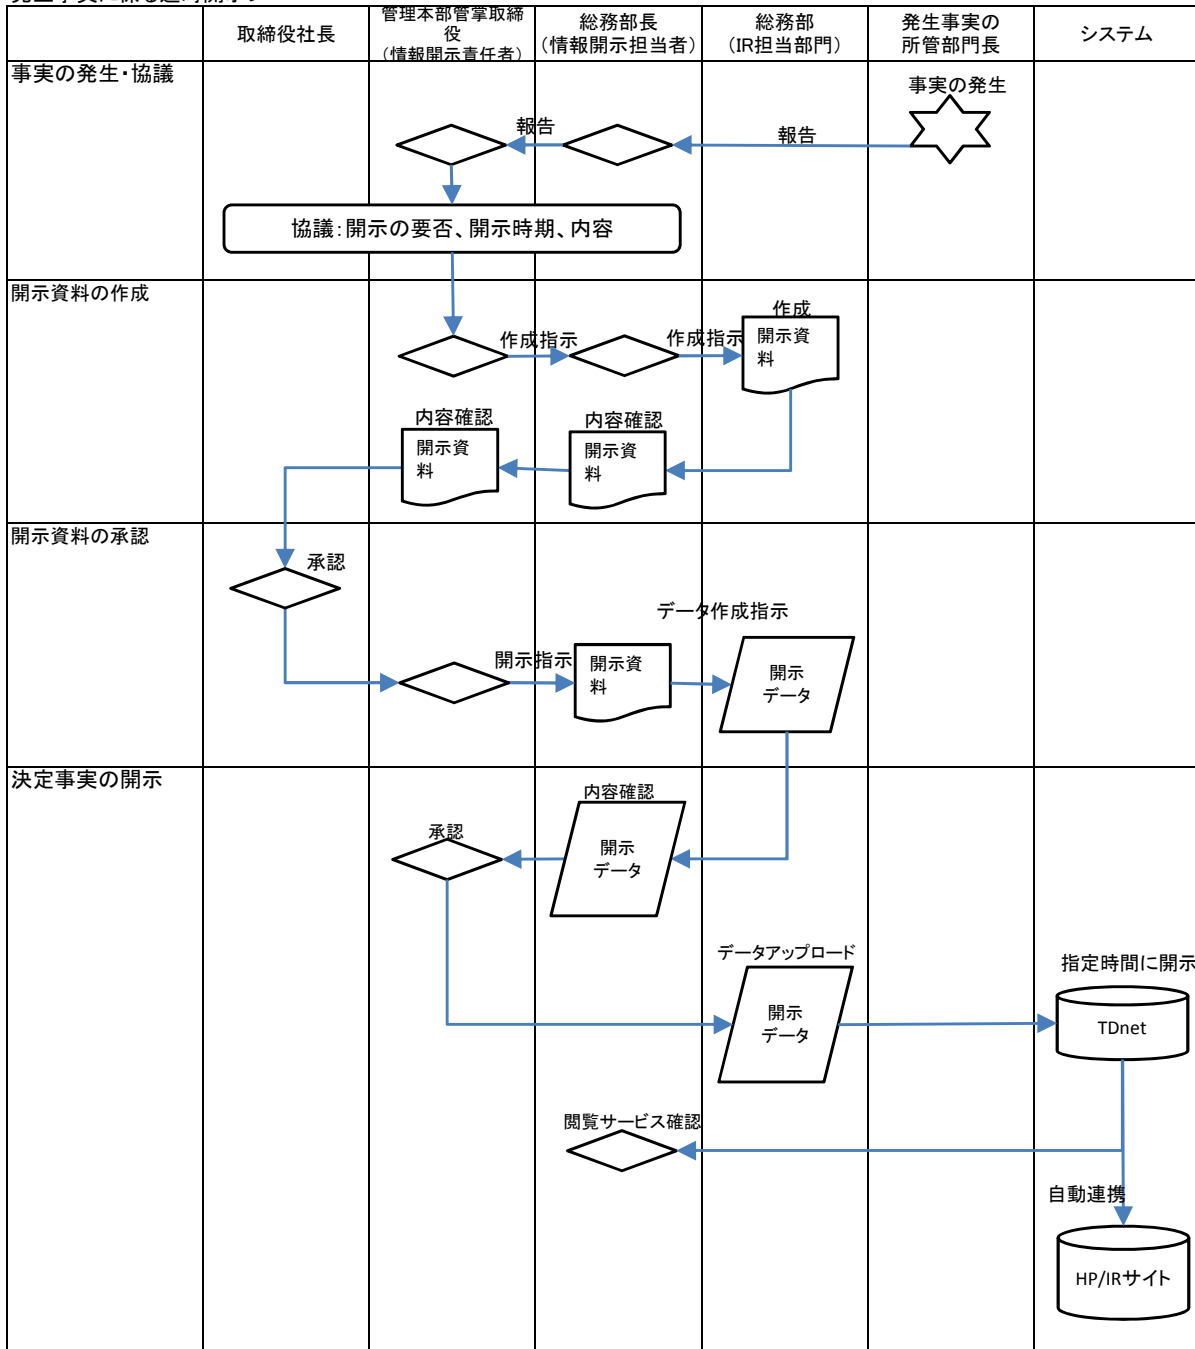 取締役社長
管理本部管掌取締
役
(情報開示責任者)
総務部長
(情報開示担当者)
総務部
(IR担当部門)
発生事実の
所管部門長
システム
事実の発生・協議
事実の発生
報告
報告
協議:開示の要否、開示時期、内容
開示資料の作成
作成指示
作成指示
作成
開示資
料
内容確認
開示資
料
内容確認
開示資
料
開示資料の承認
承認
データ作成指示
開示指示
開示資
料
開示
データ
決定事実の開示
内容確認
承認
開示
データ
データアップロード
開示
データ
指定時間に開示
TDnet
閲覧サービス確認
自動連携
HP/IRサイト